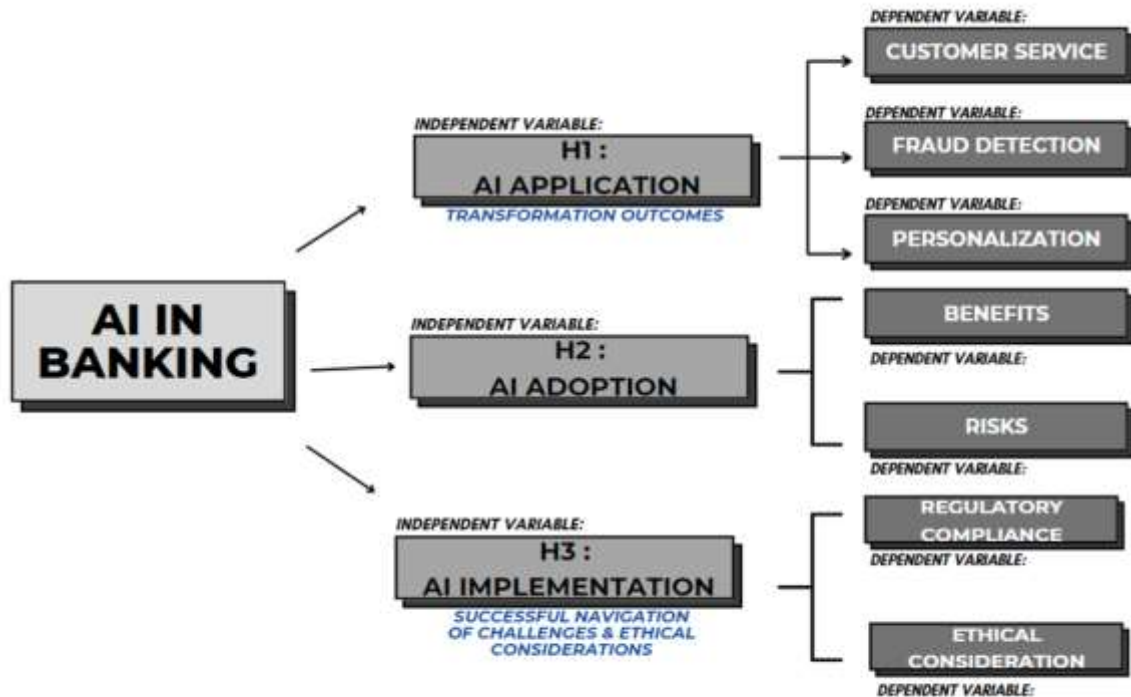 AI IN
BANKING
INDEPENDENT VARIABLE:
H1 :
AI APPLICATION
TRANSFORMATION OUTCOMES
DEPENDENT VARIABLE:
CUSTOMER SERVICE
DEPENDENT VARIABLE:
FRAUD DETECTION
DEPENDENT VARIABLE:
PERSONALIZATION
INDEPENDENT VARIABLE:
H2 :
AI ADOPTION
BENEFITS
DEPENDENT VARIABLE:
RISKS
DEPENDENT VARIABLE:
INDEPENDENT VARIABLE:
H3 :
AI IMPLEMENTATION
SUCCESSFUL NAVIGATION
OF CHALLENGES & ETHICAL
CONSIDERATIONS
REGULATORY
COMPLIANCE
DEPENDENT VARIABLE:
ETHICAL
CONSIDERATION
DEPENDENT VARIABLE: